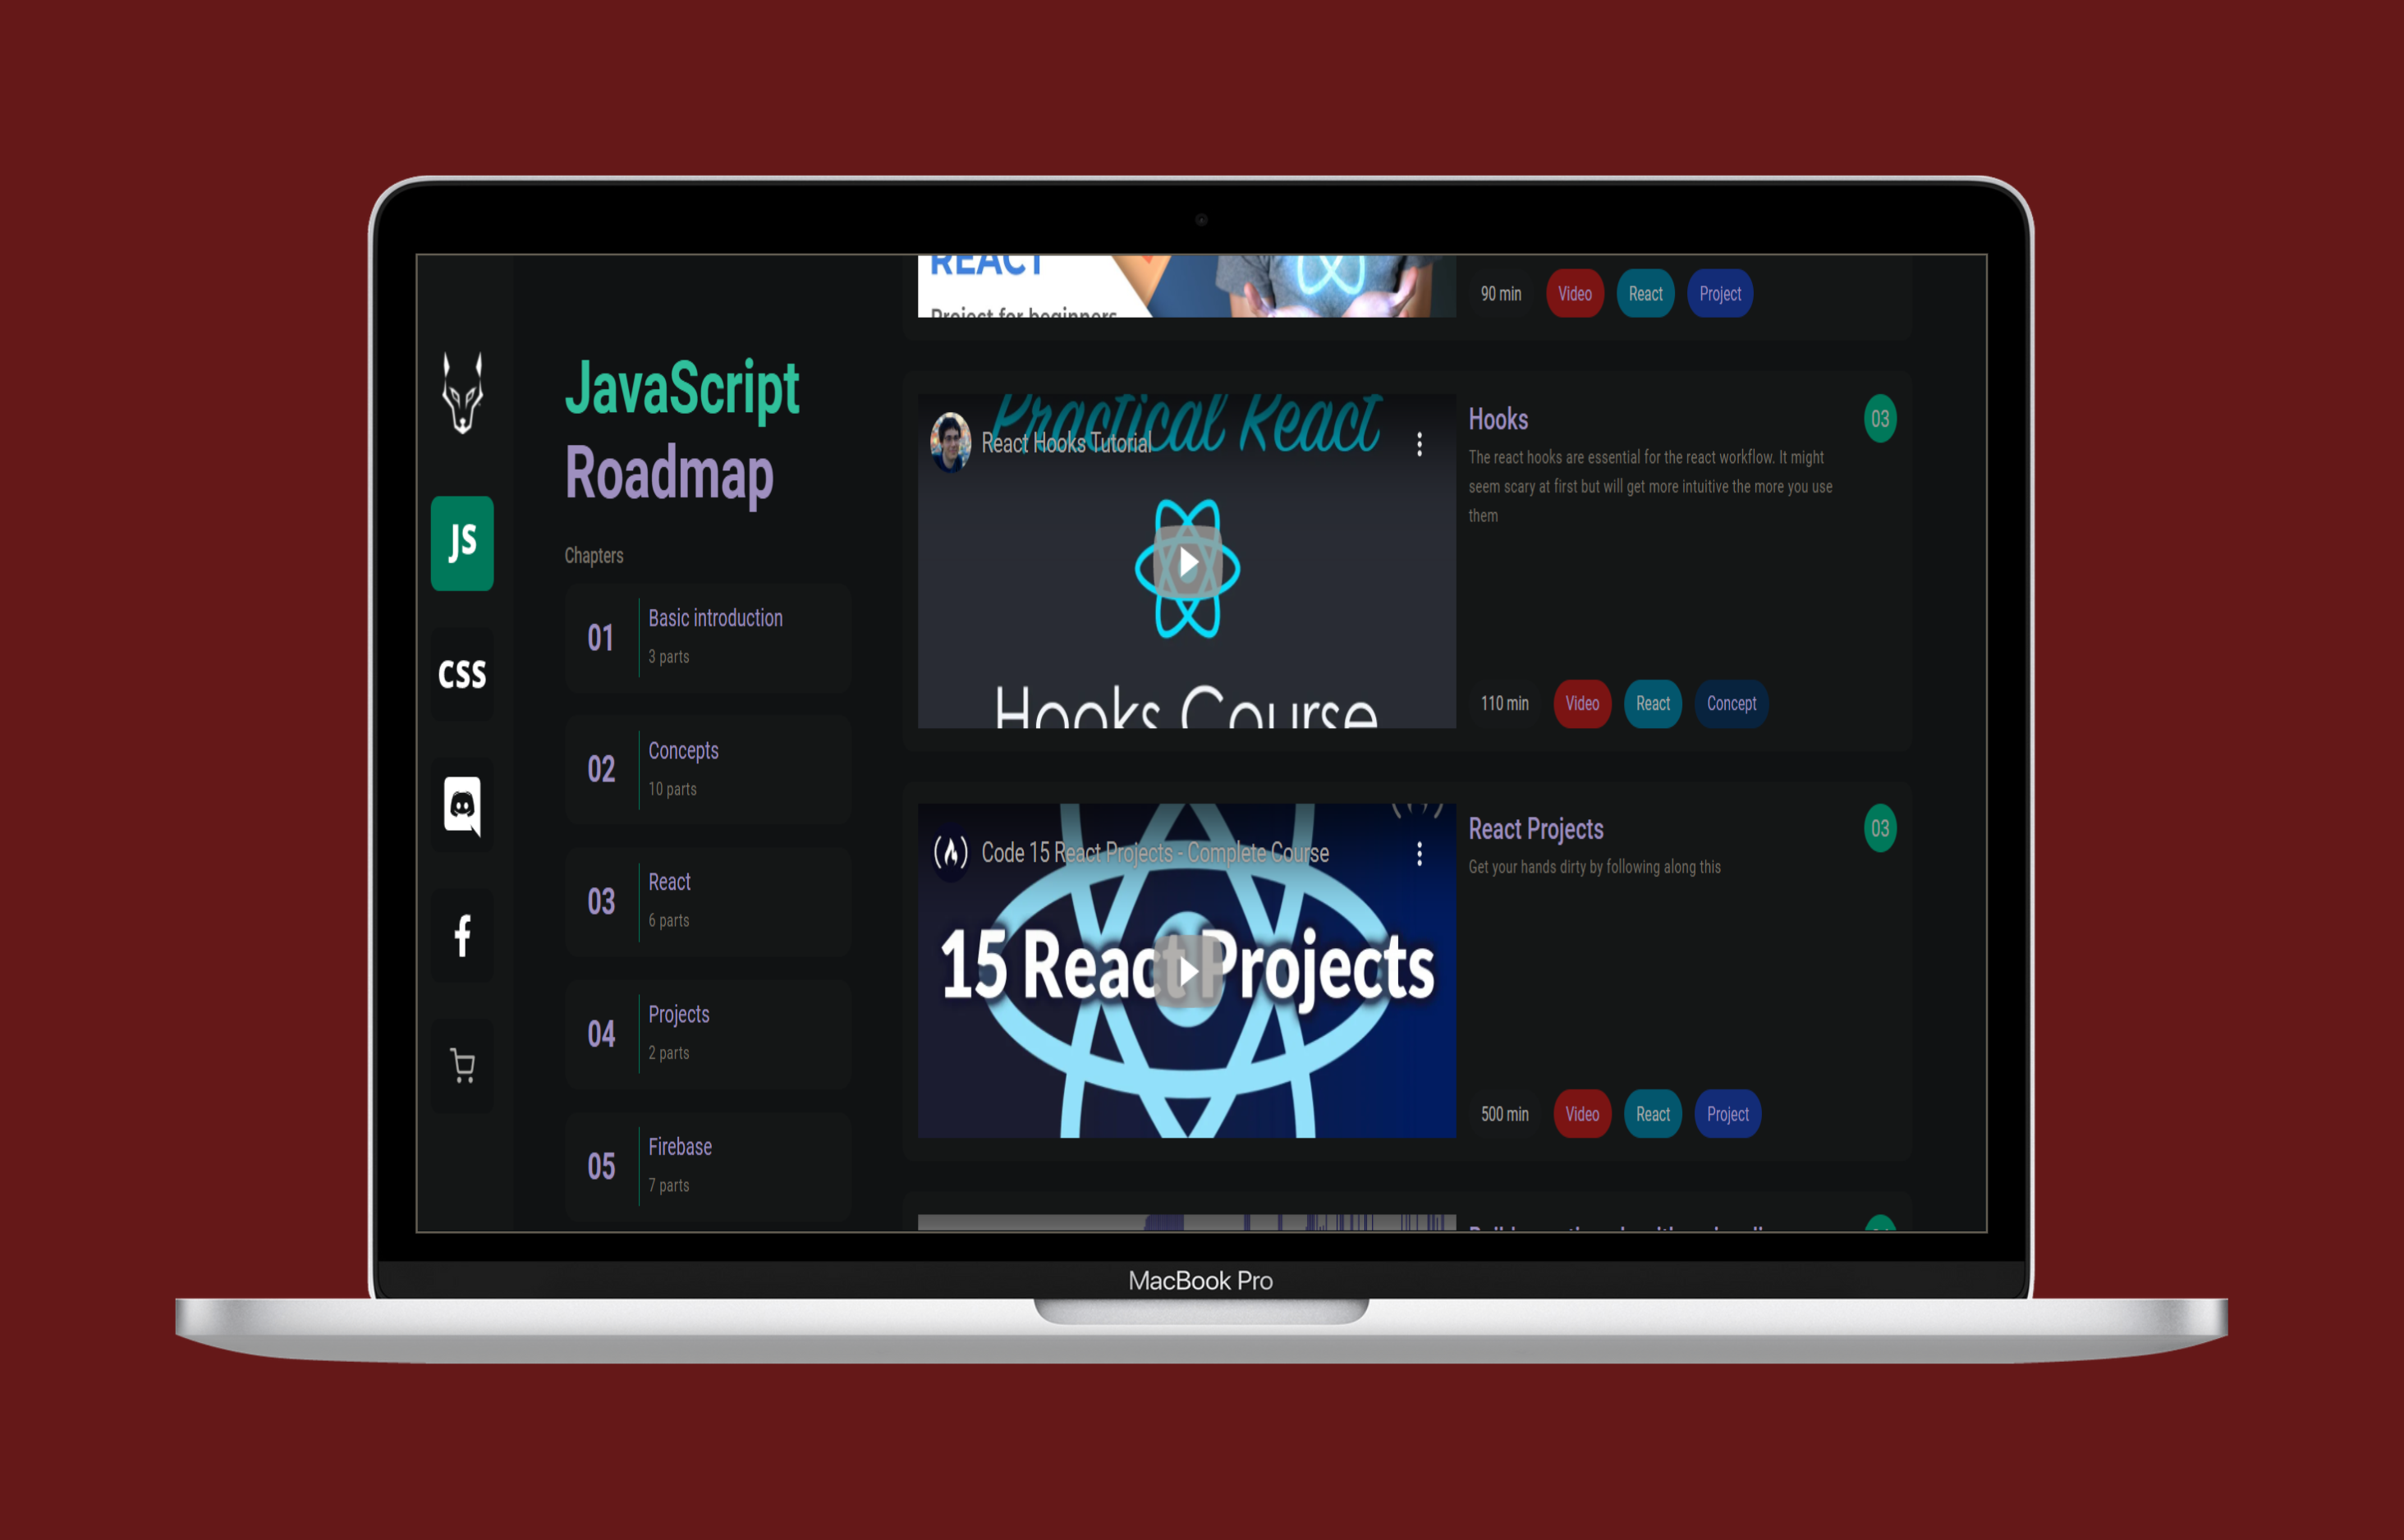 JS
CSS
JavaScript
Roadmap
Chapters
01
Basic introduction
3 parts
02
Concepts
10 parts
03
React
6 parts
04
Projects
2 parts
05
Firebase
7 parts
REACT
Project for beginners
90 min Video React Project
Practical React
React Hooks Tutorial
Hooks Course
Hooks
03
The react hooks are essential for the react workflow. It might
seem scary at first but will get more intuitive the more you use
them
110 min Video React Concept
Code 15 React Projects - Complete Course
15 React Projects
React Projects
03
Get your hands dirty by following along this
500 min Video React Project
MacBook Pro